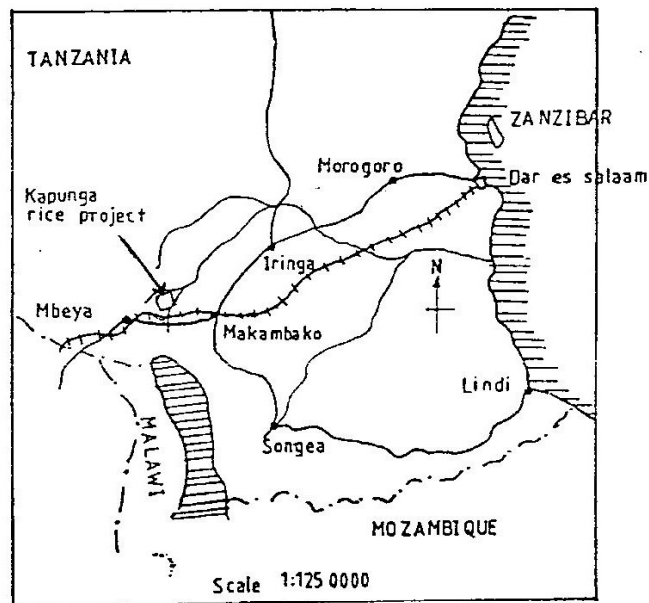 TANZANIA
ZANZIBAR
Morogoro
Dar es salaam
Kapunga
rice project
Iringa
N
Mbeya
Makambako
Lindi
MALAWI
Songea
MOZAMBIQUE
Scale 1:125 0000